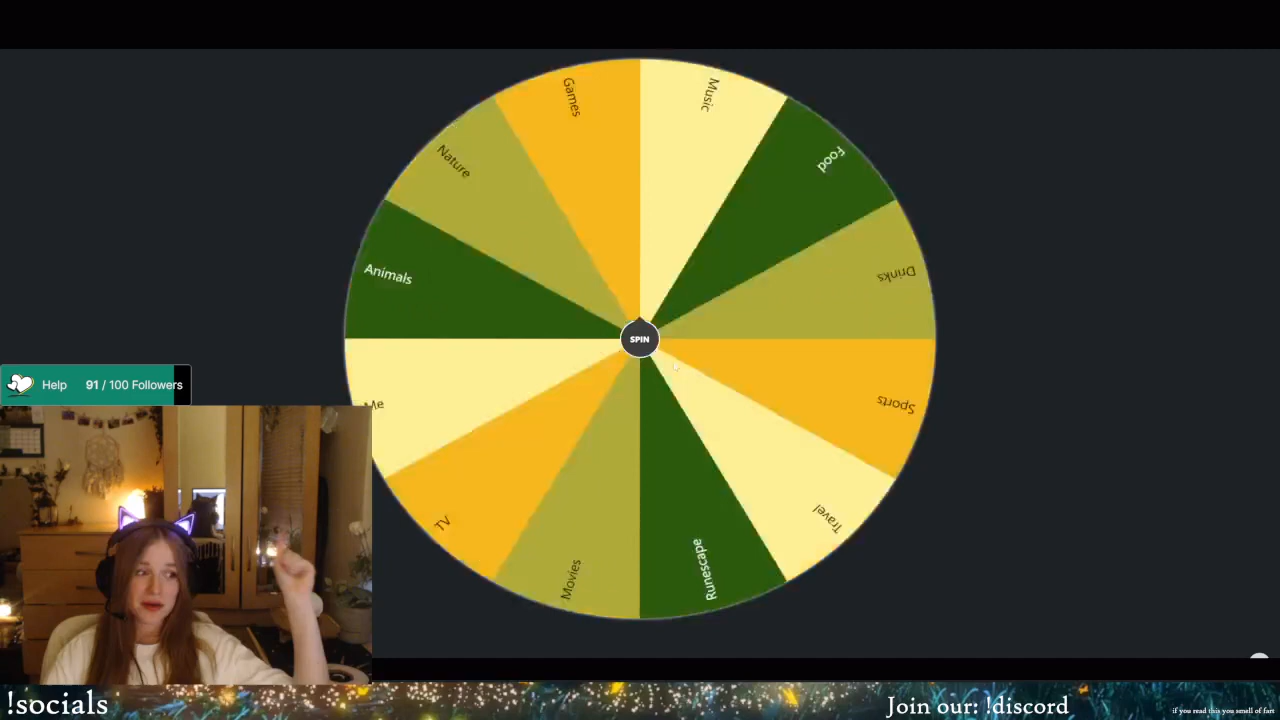 Games
Music
Nature
Food
Animals
Drinks
SPIN
Help 91 / 100 Followers
Sports
TV
Travel
Movies
Runescape
!socials
Join our: !discord
if you read this you smell of fart